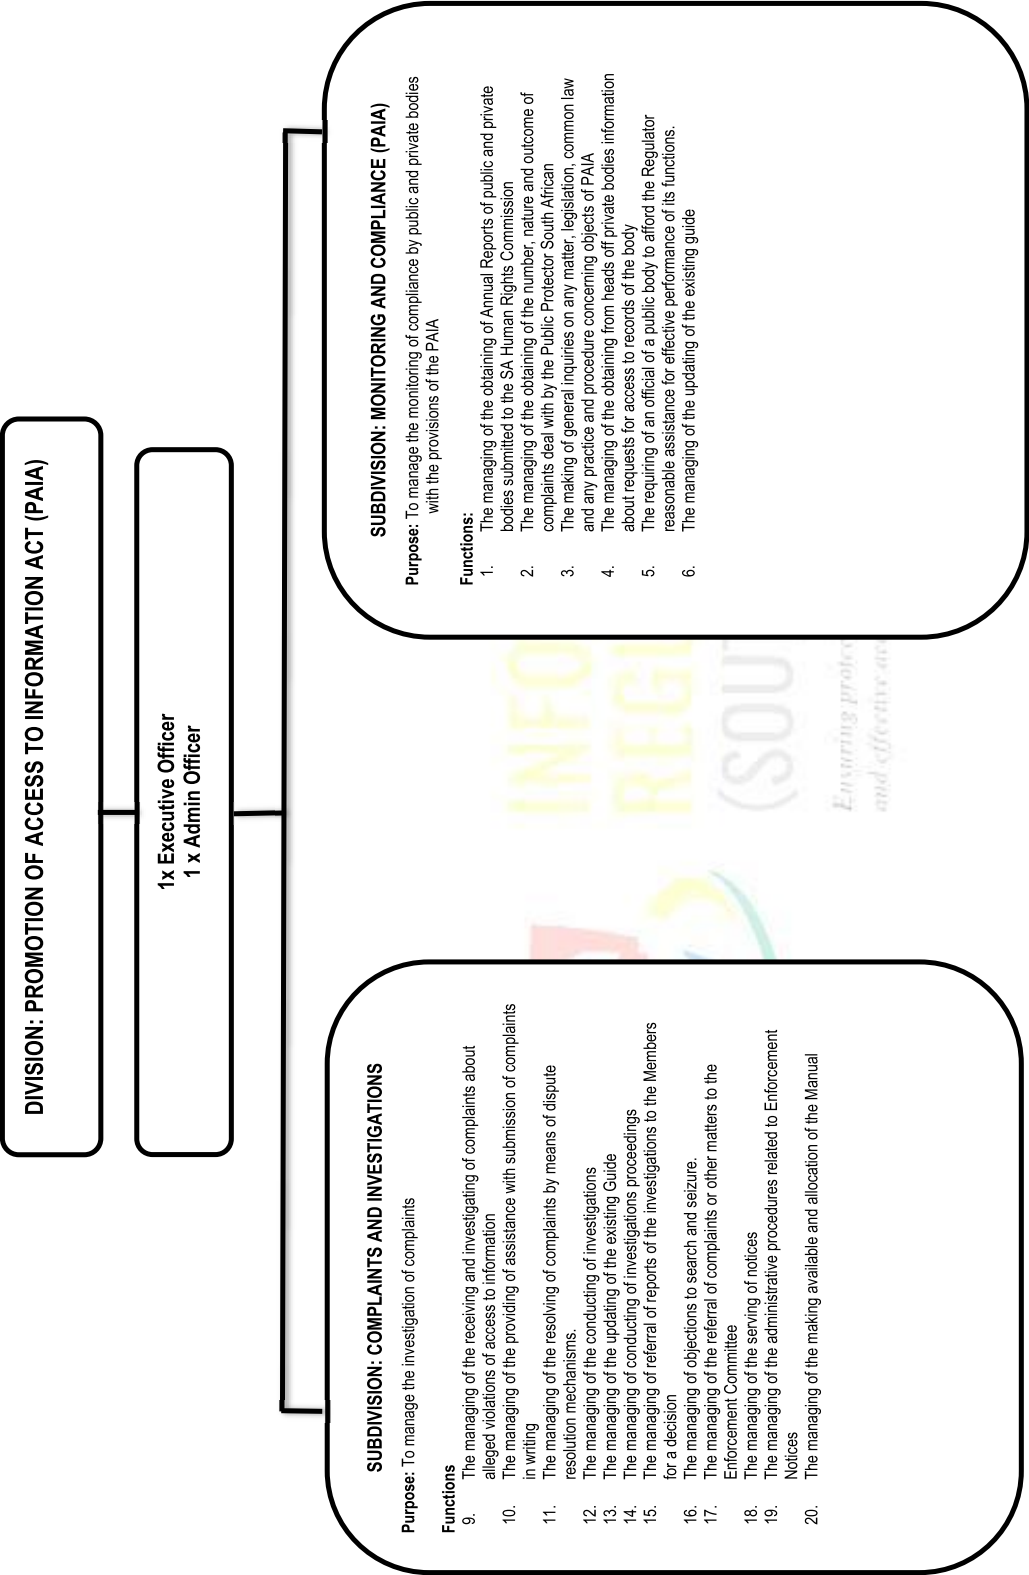 DIVISION: PROMOTION OF ACCESS TO INFORMATION ACT (PAIA)
1x Executive Officer
1 x Admin Officer
SUBDIVISION: COMPLAINTS AND INVESTIGATIONS
Purpose: To manage the investigation of complaints
Functions
9. The managing of the receiving and investigating of complaints about
alleged violations of access to information
10. The managing of the providing of assistance with submission of complaints
in writing
11. The managing of the resolving of complaints by means of dispute
resolution mechanisms.
12. The managing of the conducting of investigations
13. The managing of the updating of the existing Guide
14. The managing of conducting of investigations proceedings
15. The managing of referral of reports of the investigations to the Members
for a decision
16. The managing of objections to search and seizure.
17. The managing of the referral of complaints or other matters to the
Enforcement Committee
18. The managing of the serving of notices
19. The managing of the administrative procedures related to Enforcement
Notices
20. The managing of the making available and allocation of the Manual
SUBDIVISION: MONITORING AND COMPLIANCE (PAIA)
Purpose: To manage the monitoring of compliance by public and private bodies
with the provisions of the PAIA
Functions:
1. The managing of the obtaining of Annual Reports of public and private
bodies submitted to the SA Human Rights Commission
2. The managing of the obtaining of the number, nature and outcome of
complaints deal with by the Public Protector South African
3. The making of general inquiries on any matter, legislation, common law
and any practice and procedure concerning objects of PAIA
4. The managing of the obtaining from heads off private bodies information
about requests for access to records of the body
5. The requiring of an official of a public body to afford the Regulator
reasonable assistance for effective performance of its functions.
6. The managing of the updating of the existing guide
INFO
REGU
(SOUT
Ensuring protec
and effective acc